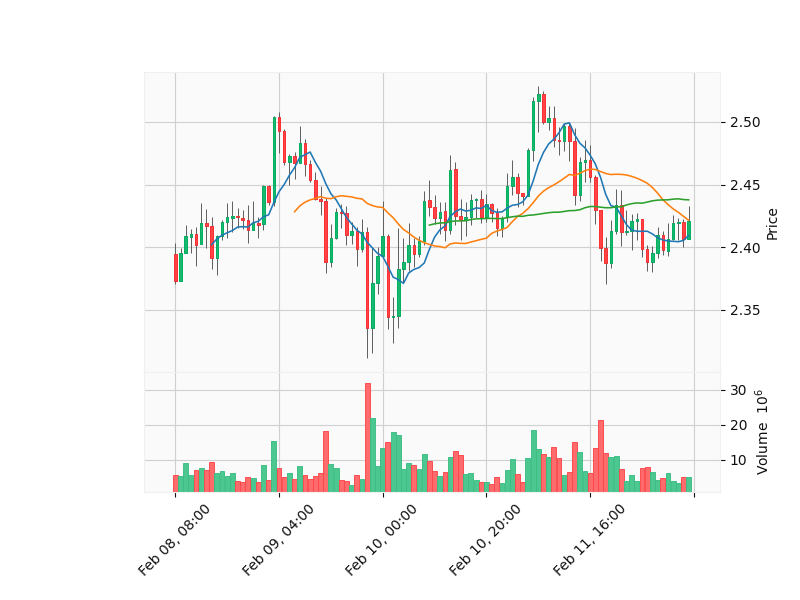 2.50
2.45
2.40
2.35
Price
30
20
10
Volume 10⁶
Feb 08, 08:00
Feb 09, 04:00
Feb 10, 00:00
Feb 10, 20:00
Feb 11, 16:00